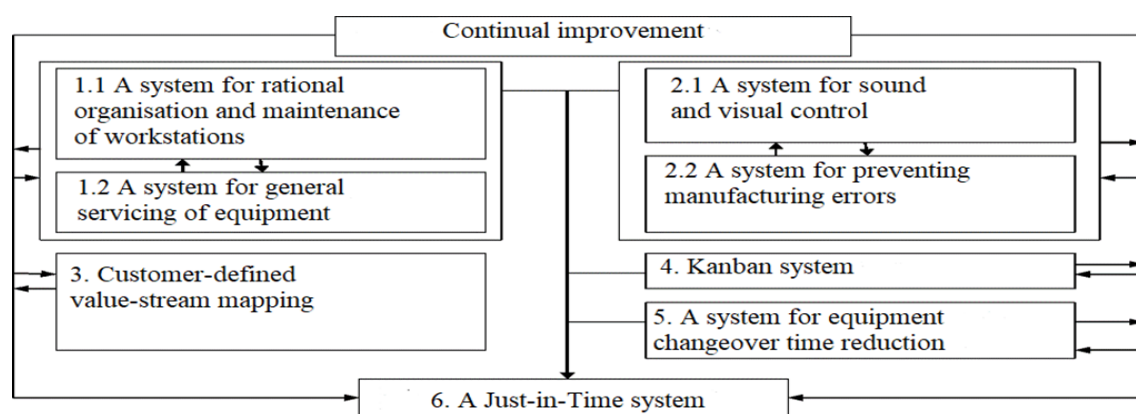 Continual improvement
1.1 A system for rational
organisation and maintenance
of workstations
1.2 A system for general
servicing of equipment
2.1 A system for sound
and visual control
2.2 A system for preventing
manufacturing errors
3. Customer-defined
value-stream mapping
4. Kanban system
5. A system for equipment
changeover time reduction
6. A Just-in-Time system